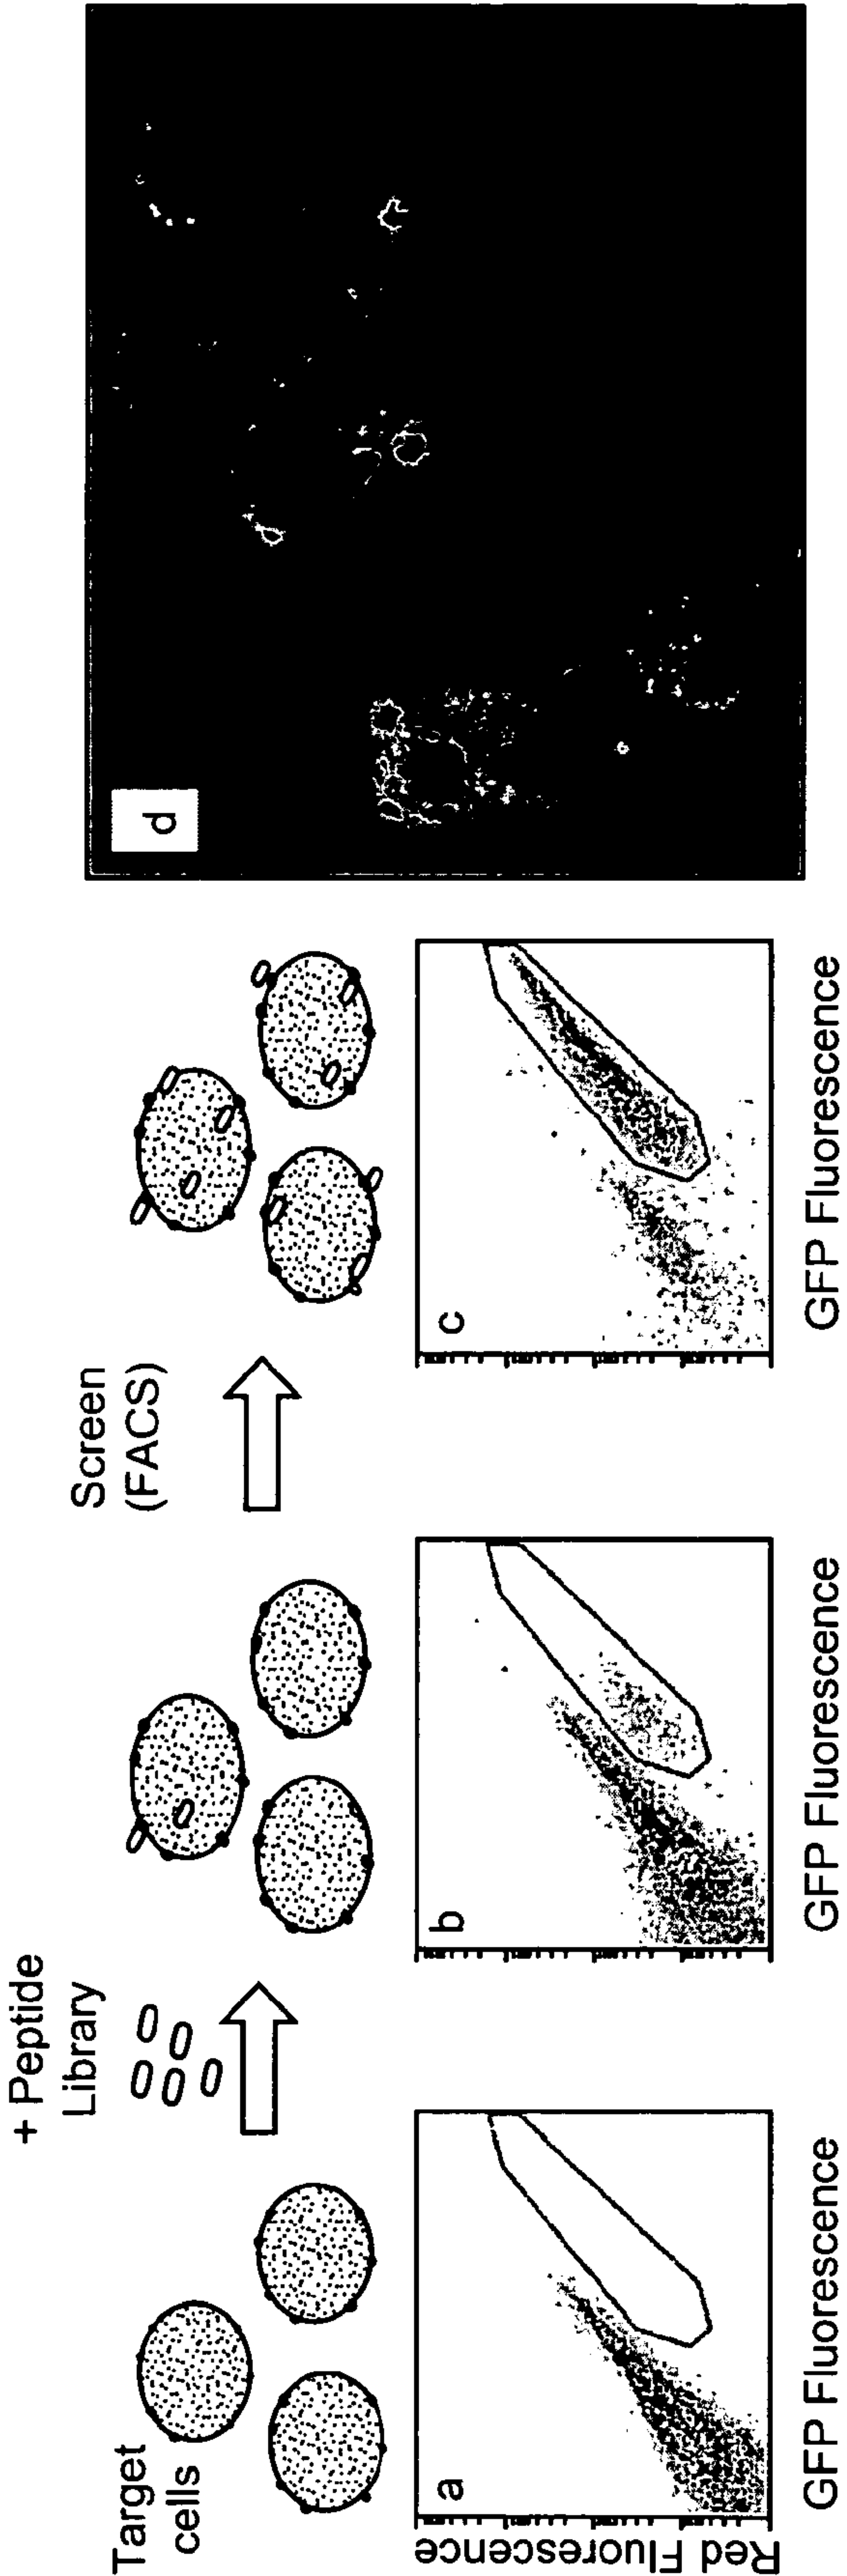 Target
cells
+ Peptide
Library
Screen
(FACS)
a
b
c
d
Red Fluorescence
GFP Fluorescence
GFP Fluorescence
GFP Fluorescence